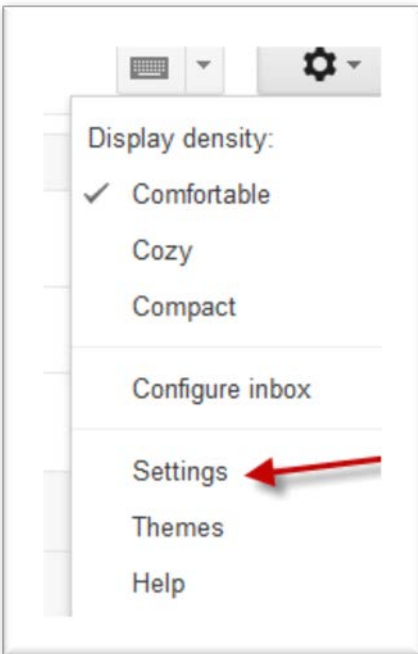 Display density:
Comfortable
Cozy
Compact
Configure inbox
Settings
Themes
Help